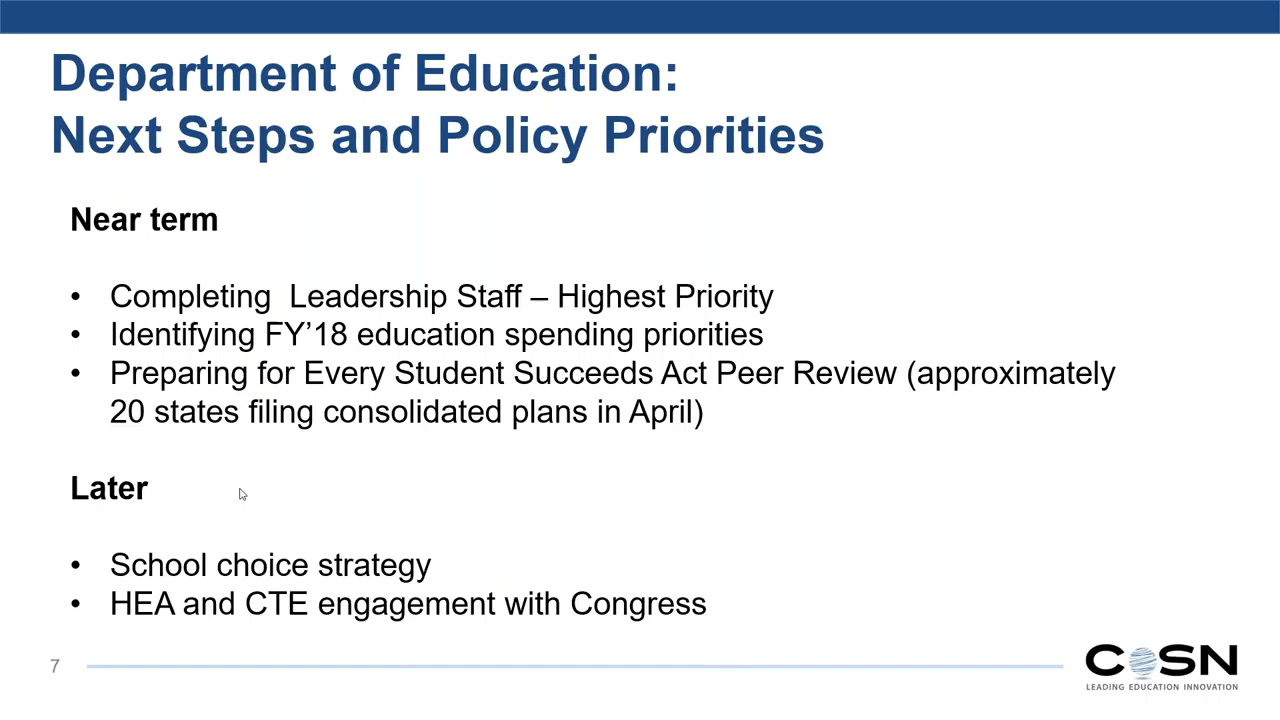 Department of Education:
Next Steps and Policy Priorities
Near term
• Completing  Leadership Staff – Highest Priority
• Identifying FY’18 education spending priorities
• Preparing for Every Student Succeeds Act Peer Review (approximately
20 states filing consolidated plans in April)
Later
• School choice strategy
• HEA and CTE engagement with Congress
7
COSN
LEADING EDUCATION INNOVATION